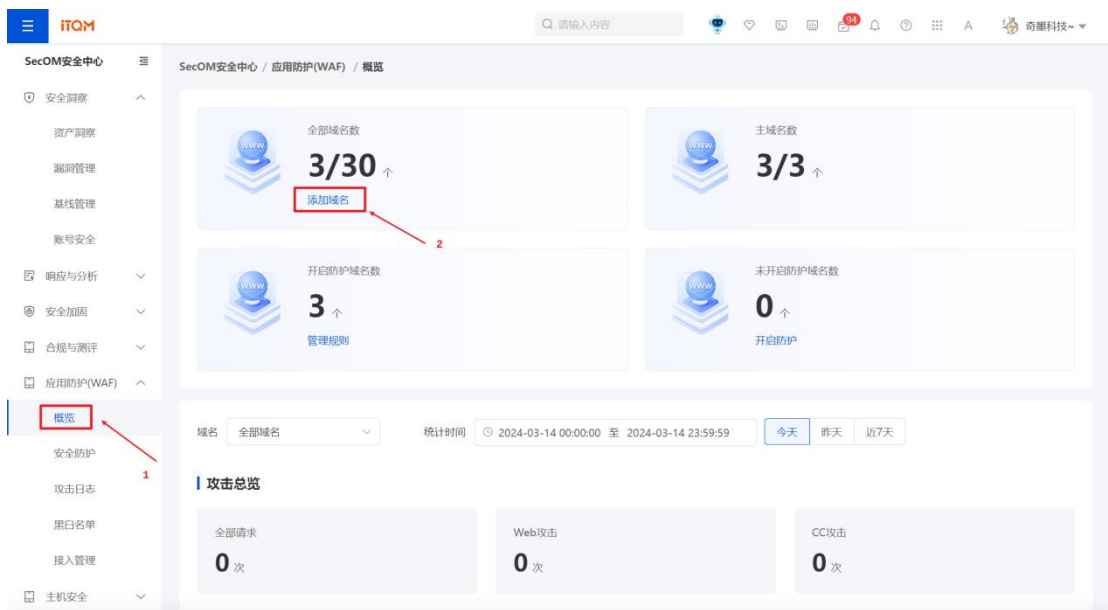 iTQM
请输入内容
94
A
奇墨科技~
SecOM安全中心
SecOM安全中心 / 应用防护(WAF) / 概览
安全洞察
资产洞察
漏洞管理
基线管理
账号安全
响应与分析
安全加固
合规与测评
应用防护(WAF)
概览
安全防护
攻击日志
黑白名单
接入管理
主机安全
1
WWW
全部域名数
3/30 个
添加域名
2
WWW
主域名数
3/3 个
WWW
开启防护域名数
3 个
管理规则
WWW
未开启防护域名数
0 个
开启防护
域名 全部域名 统计时间 2024-03-14 00:00:00 至 2024-03-14 23:59:59 今天 昨天 近7天
攻击总览
全部请求
0 次
Web攻击
0 次
CC攻击
0 次